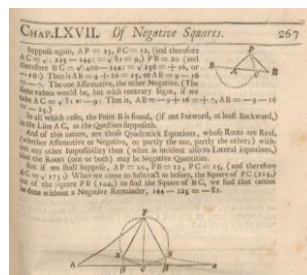 CHAP. LXVII. Of Negative Squares. 267
Suppose again, AP = 15, PC = 12, (and therefore
AC = √: 225 — 144: = √81 = 9,) PB = 20 (and
therefore BC = √: 400 — 144: = √256 = + 16, or
— 16.) Then is AB = 9 + 16 = 25, or AB = 9 — 16
= — 7. The one Affirmative, the other Negative. (The
same values would be, but with contrary Signs, if we
take AC = √81 = — 9: That is, AB = — 9 + 16 = + 7, AB = — 9 — 16
= — 25.)
In all which cases, the Point B is found, (if not Forward, at least Backward,)
in the Line AC, as the Question supposeth.
And of this nature, are those Quadratick Equations, whose Roots are Real,
(whether Affirmative or Negative, or partly the one, partly the other;) with-
out any other Impossibility than (what is incident also to Lateral Equations,)
that the Roots (one or both) may be Negative Quantities.
But if we shall Suppose, AP = 20, PB = 12, PC = 15, (and therefore
AC = √175:) When we come to Subtract as before, the Square of PC (225,)
out of the square PB (144,) to find the Square of BC, we find that cannot
be done without a Negative Remainder, 144 — 225 = — 81.
P
B A C B
P
A B C B